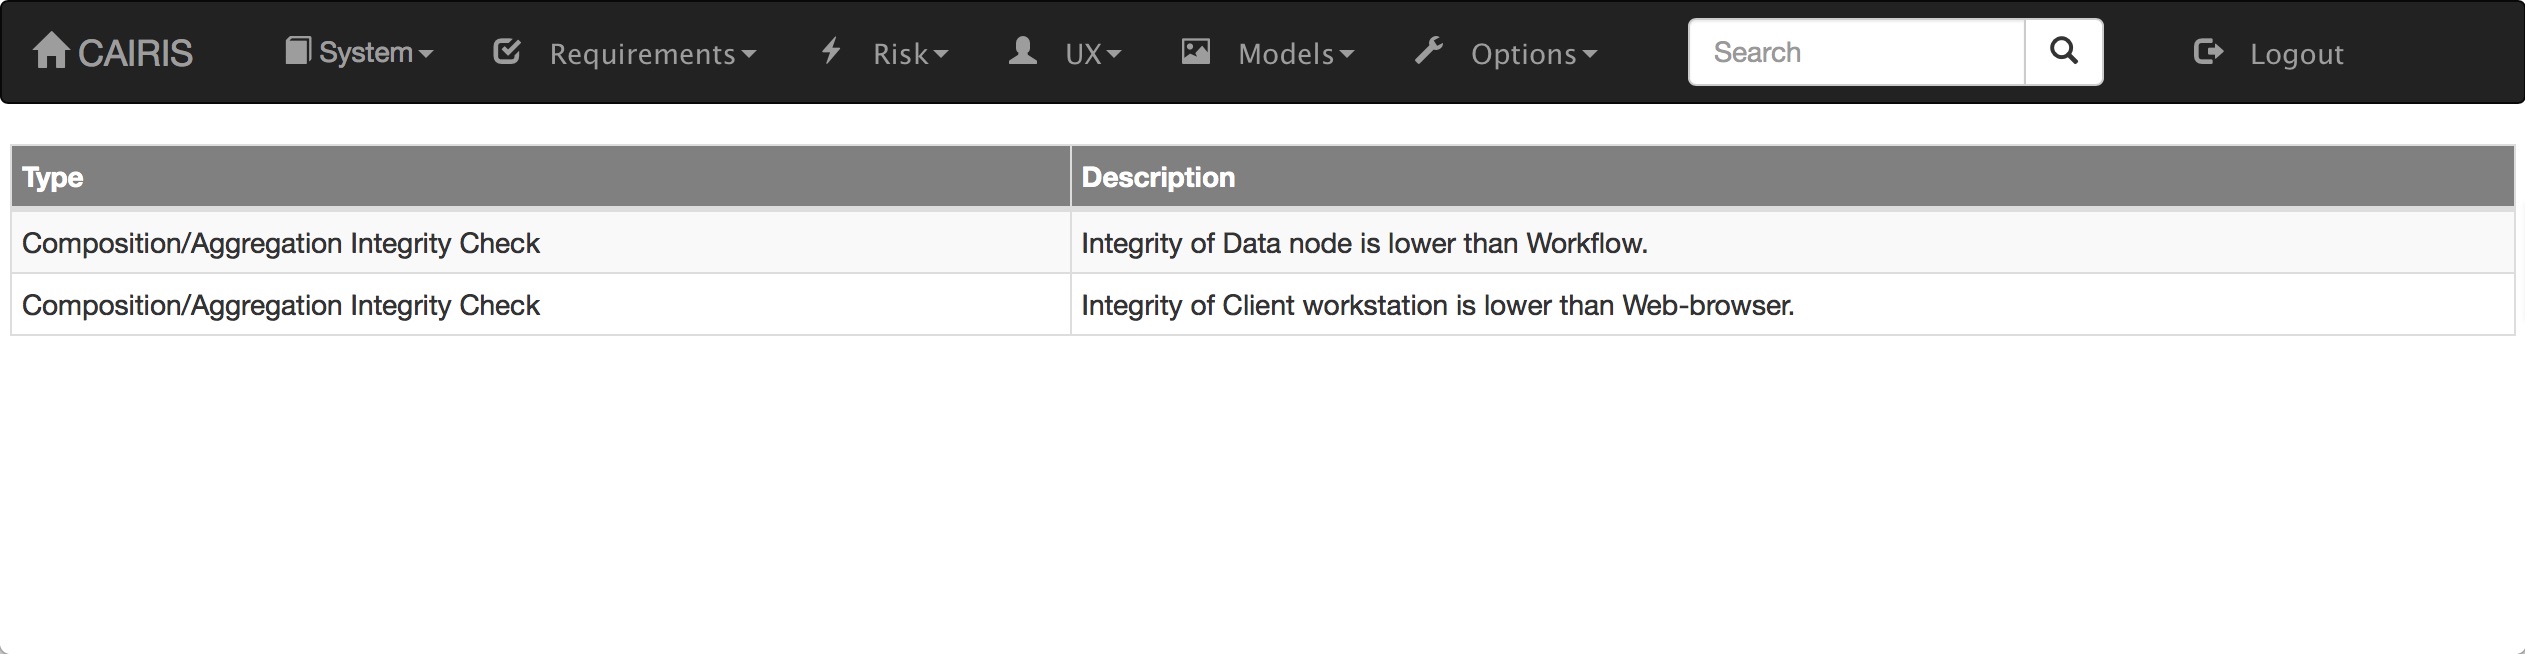 CAIRIS System Requirements Risk UX Models Options Search Logout
Type Description
Composition/Aggregation Integrity Check Integrity of Data node is lower than Workflow.
Composition/Aggregation Integrity Check Integrity of Client workstation is lower than Web-browser.